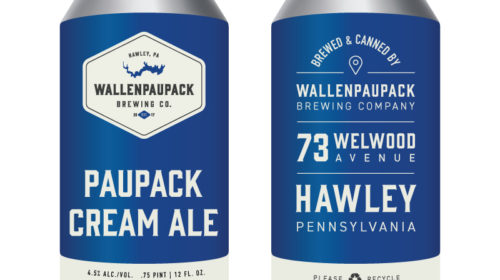 HAWLEY, PA
WALLENPAUPACK
BREWING CO.
PAUPACK
CREAM ALE
4.5% ALC./VOL. .75 PINT | 12 FL. OZ.
BREWED & CANNED BY
WALLENPAUPACK
BREWING COMPANY
73 WELWOOD
AVENUE
HAWLEY
PENNSYLVANIA
PLEASE RECYCLE